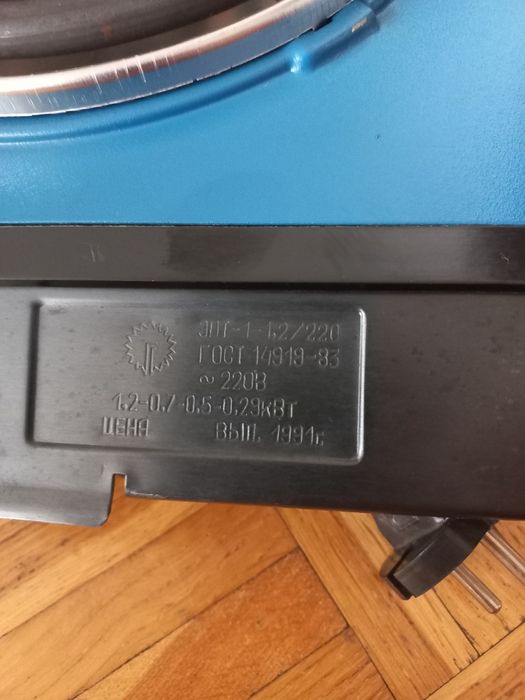 ЭПТ-1-1.2/220
ГОСТ 14919-83
~ 220В
1.2-0.7-0.5-0.29кВт
ЦЕНА ВЫП. 1991г.